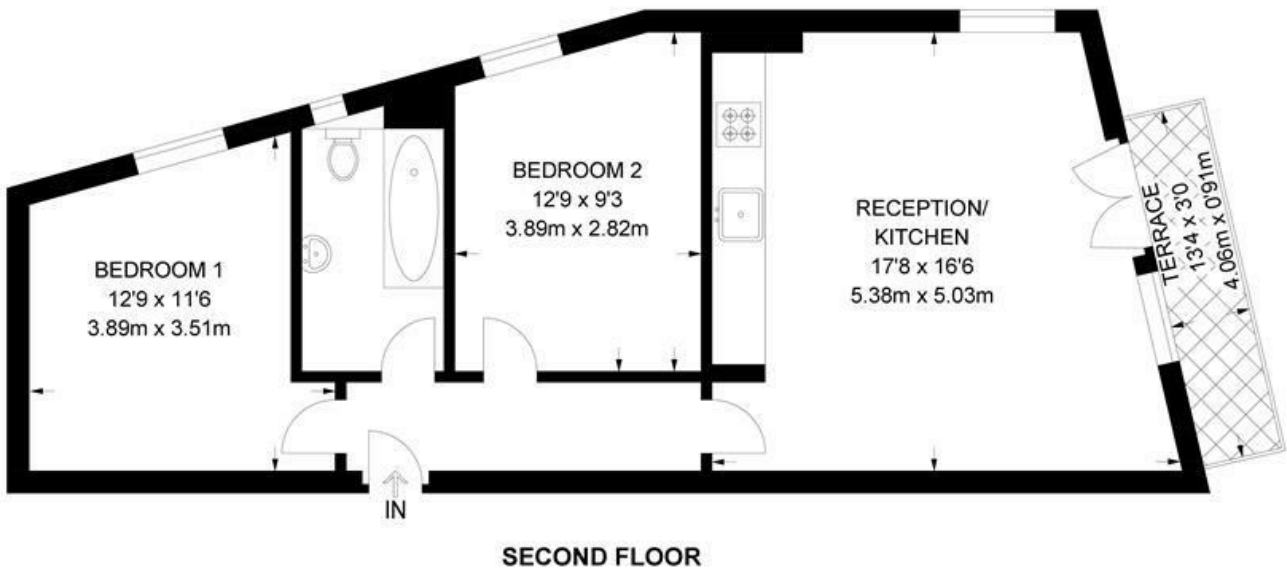 BEDROOM 1
12'9 x 11'6
3.89m x 3.51m
BEDROOM 2
12'9 x 9'3
3.89m x 2.82m
RECEPTION/
KITCHEN
17'8 x 16'6
5.38m x 5.03m
TERRACE
13'4 x 3'0
4.06m x 0'91m
IN
SECOND FLOOR